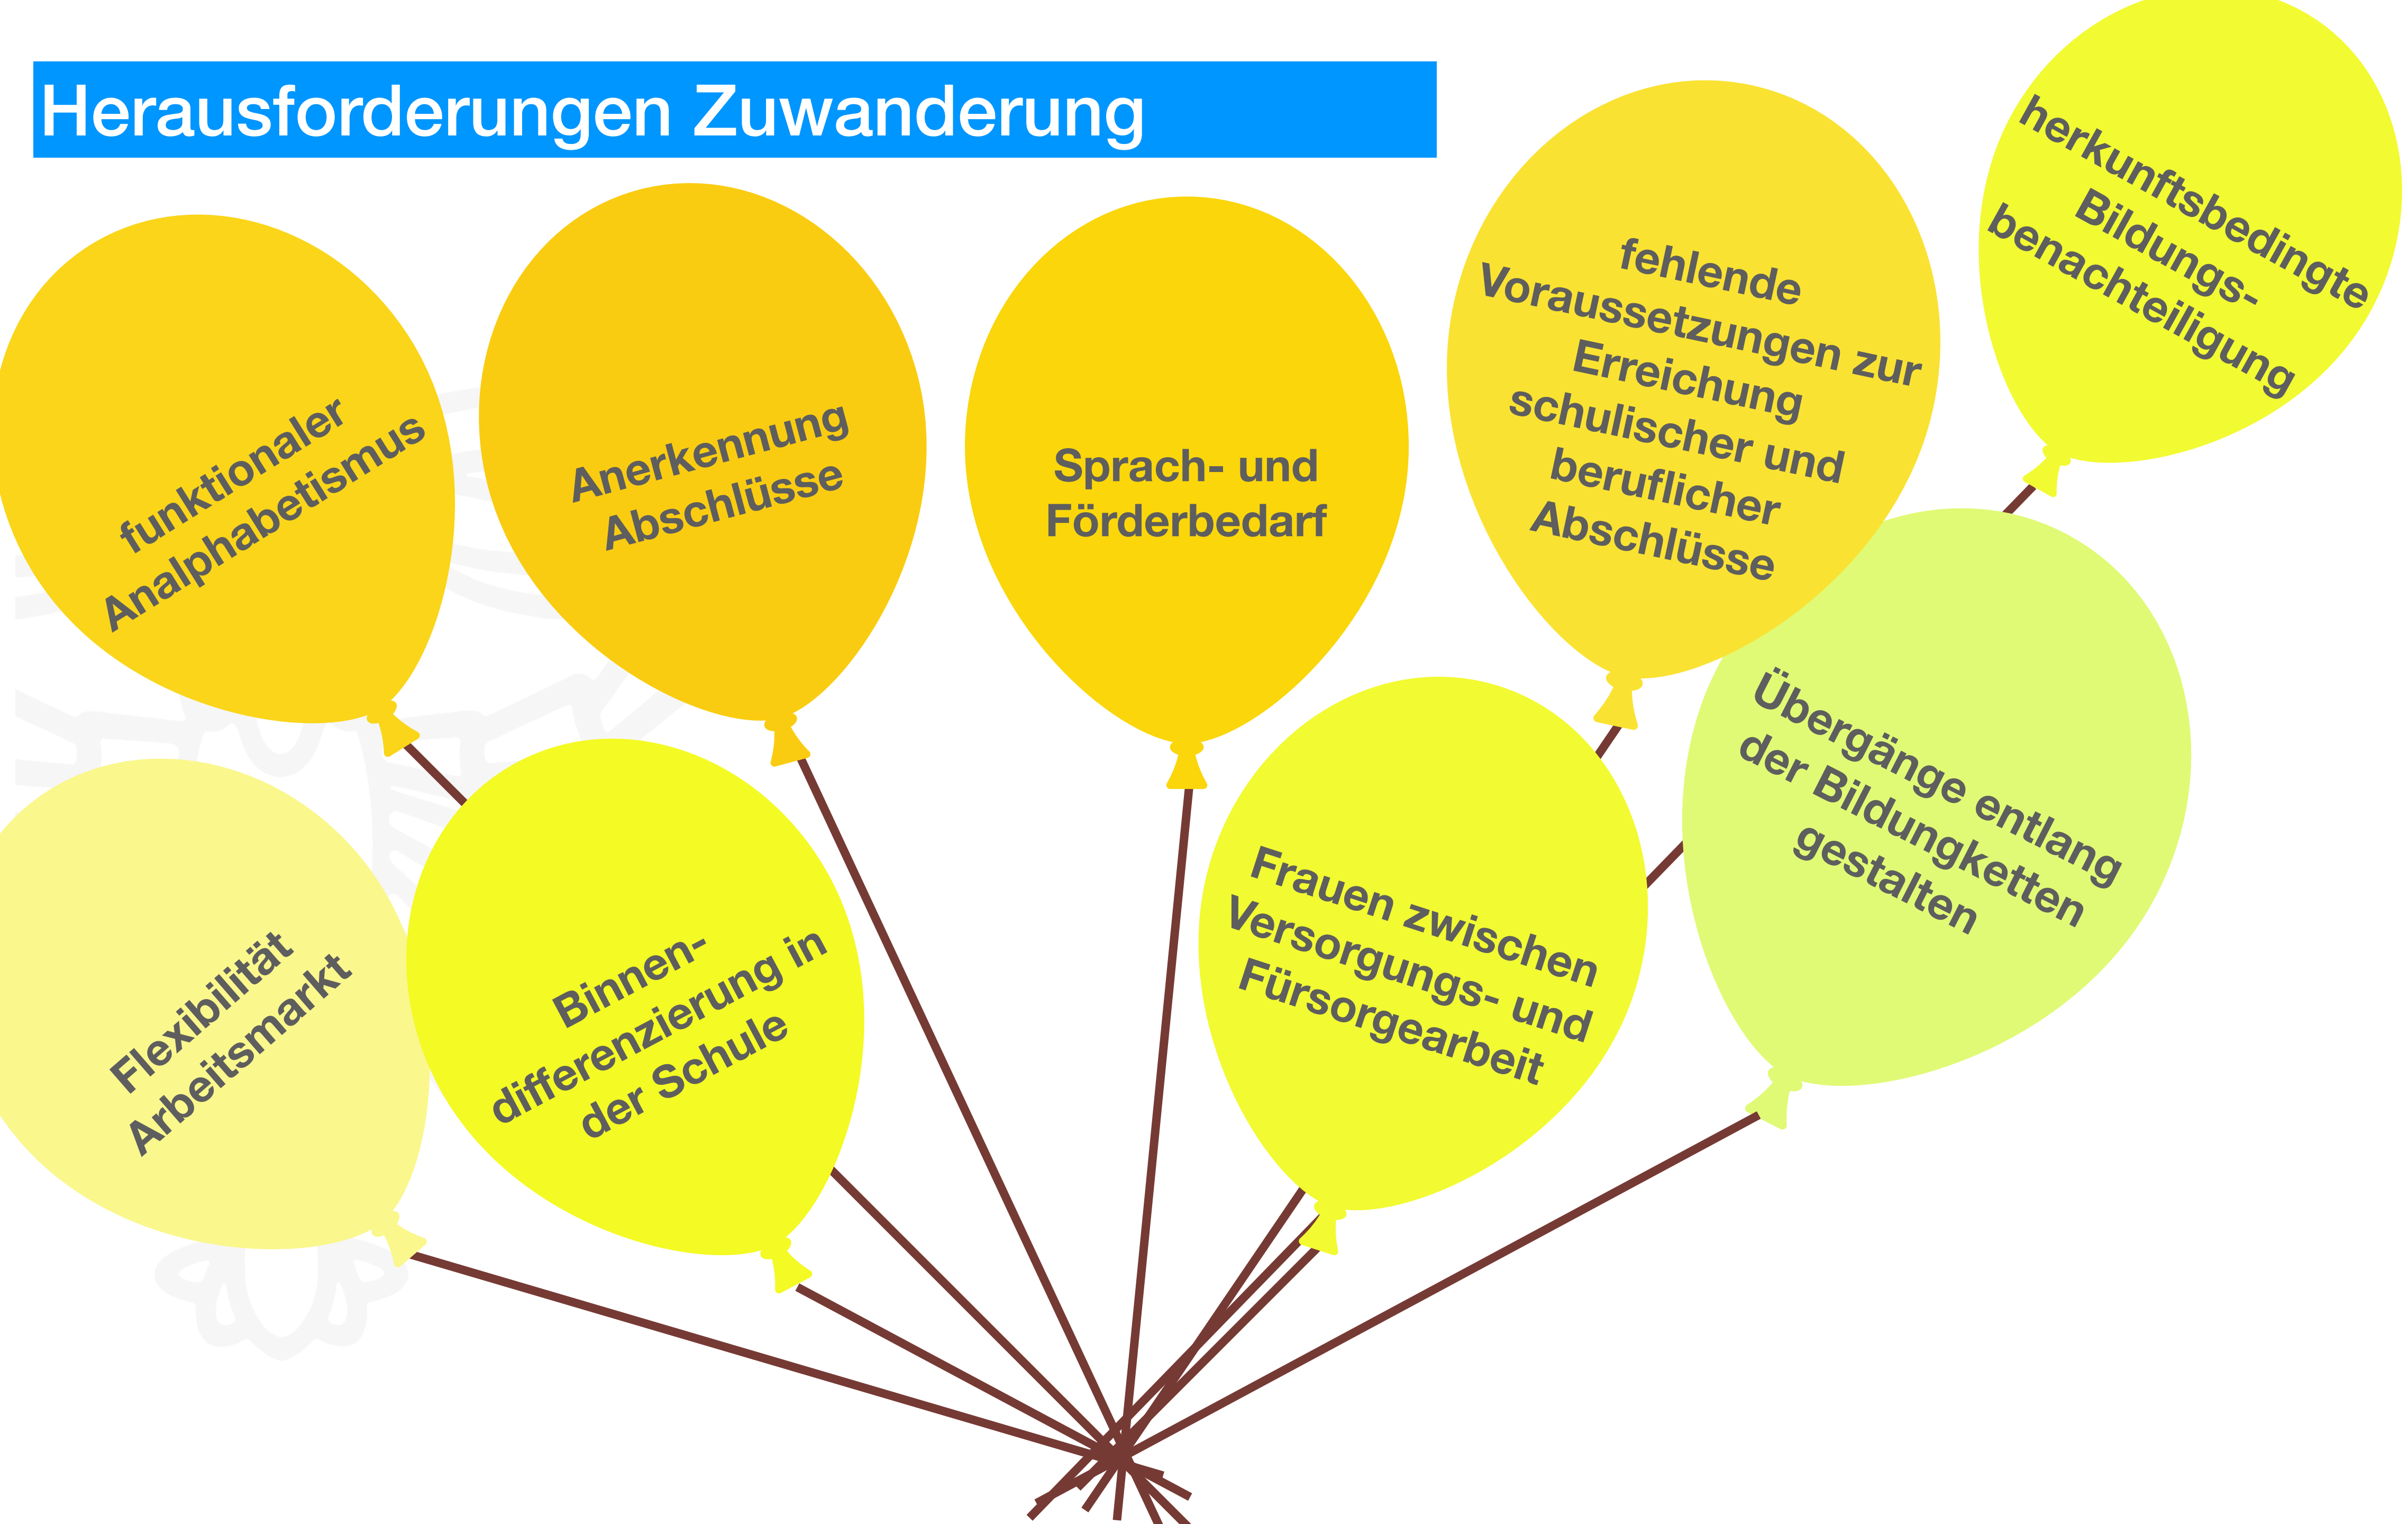 Herausforderungen Zuwanderung
funktionaler
Analphabetismus
Anerkennung
Abschlüsse
Sprach- und
Förderbedarf
fehlende
Voraussetzungen zur
Erreichung
schulischer und
beruflicher
Abschlüsse
herkunftsbedingte
Bildungs-
benachteiligung
Flexibilität
Arbeitsmarkt
Binnen-
differenzierung in
der Schule
Frauen zwischen
Versorgungs- und
Fürsorgearbeit
Übergänge entlang
der Bildungketten
gestalten